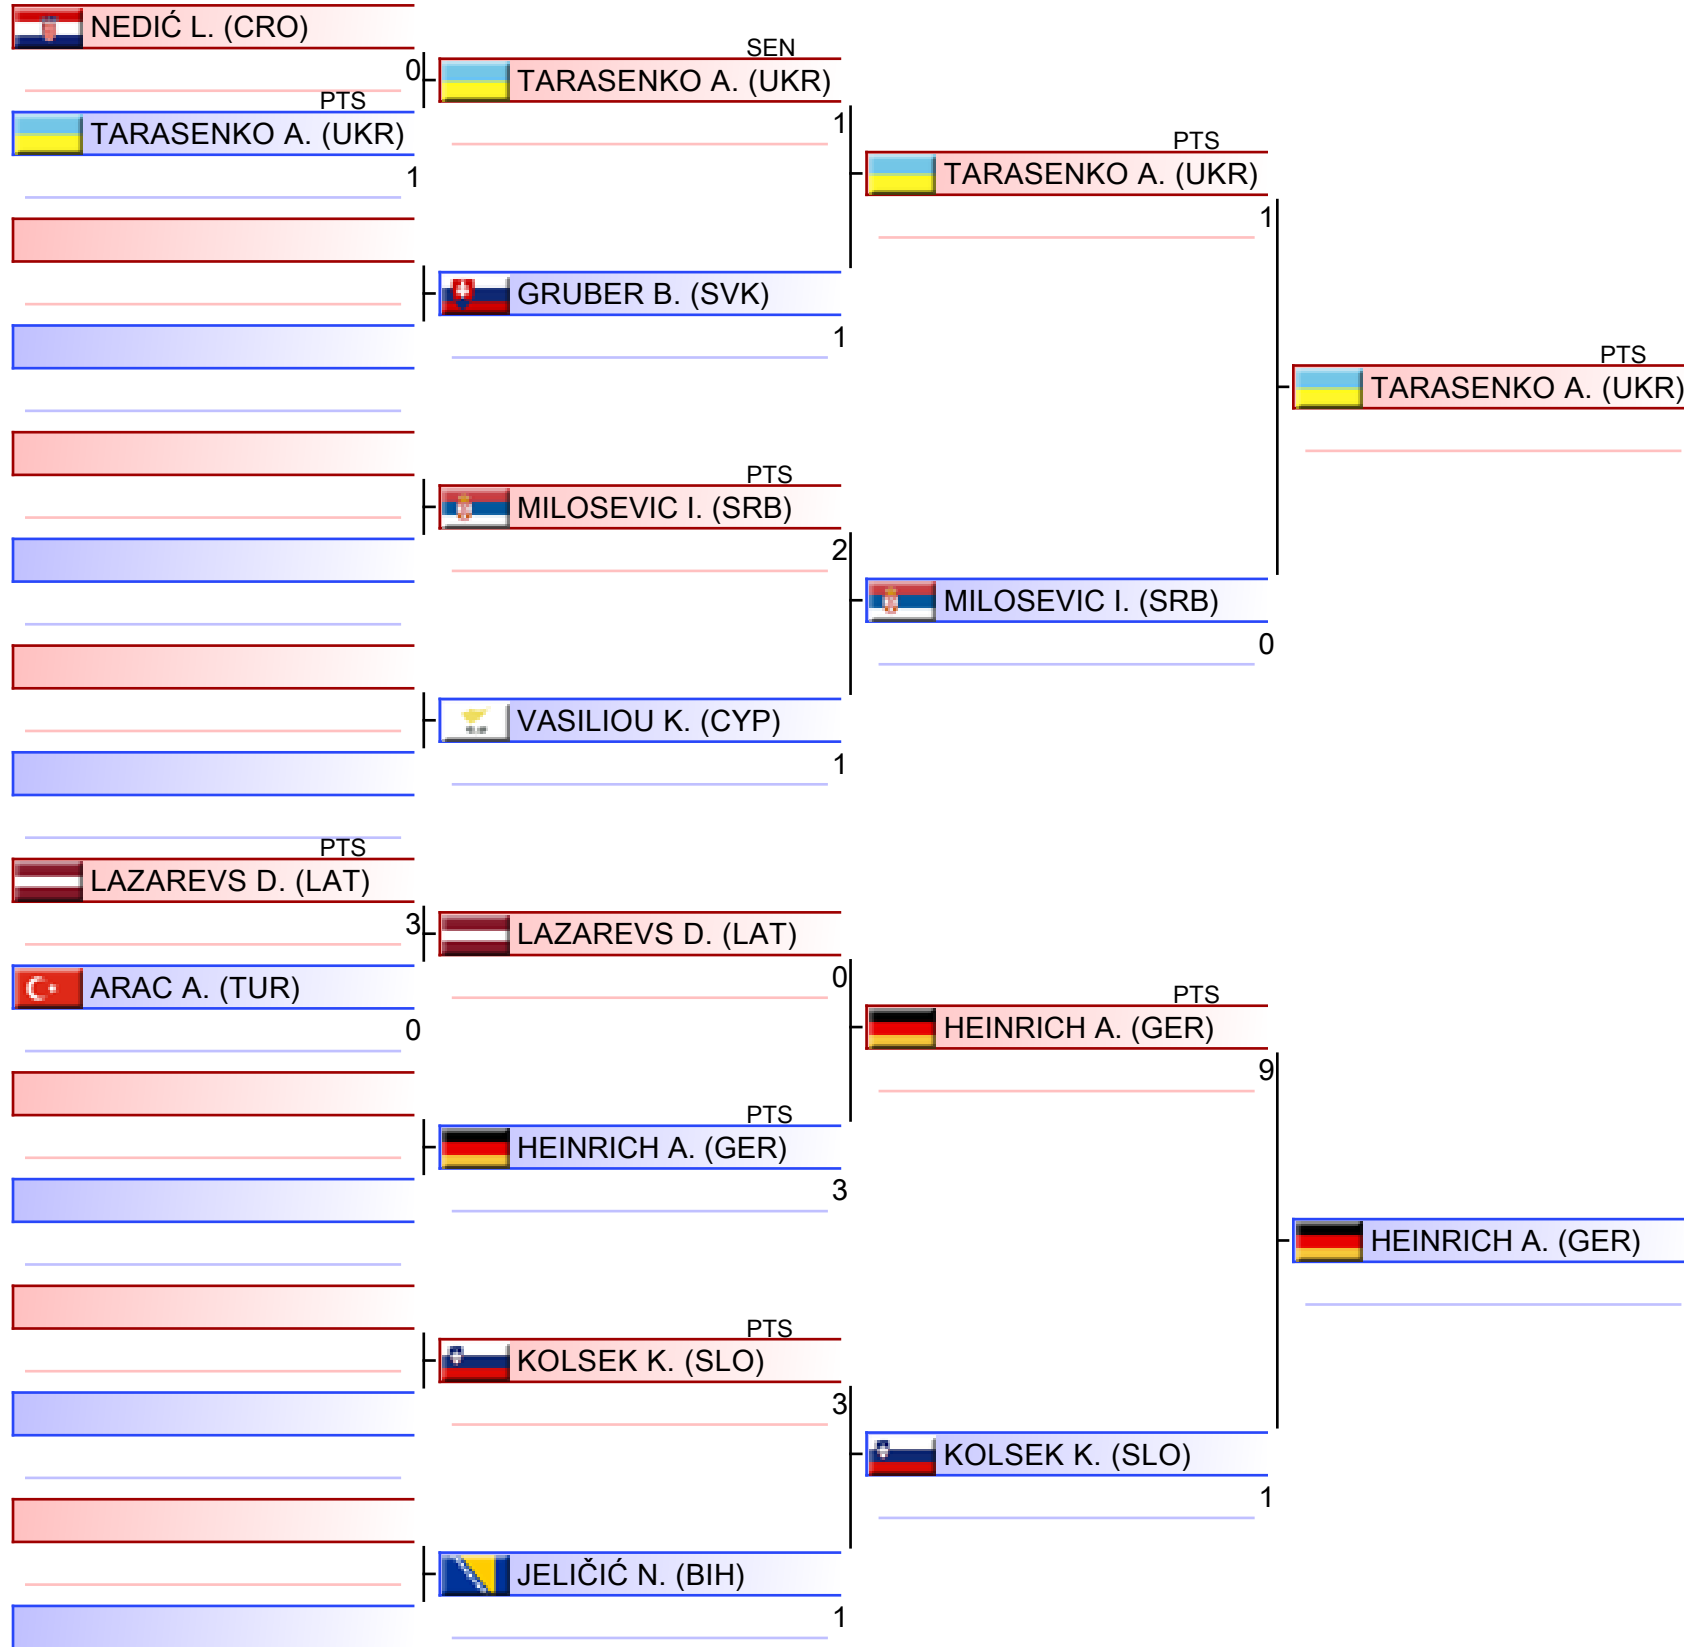 NEDIĆ L. (CRO)
0
PTS
TARASENKO A. (UKR)
1
SEN
TARASENKO A. (UKR)
1
GRUBER B. (SVK)
1
PTS
MILOSEVIC I. (SRB)
2
VASILIOU K. (CYP)
1
PTS
TARASENKO A. (UKR)
1
MILOSEVIC I. (SRB)
0
PTS
TARASENKO A. (UKR)
PTS
LAZAREVS D. (LAT)
3
ARAC A. (TUR)
0
LAZAREVS D. (LAT)
0
PTS
HEINRICH A. (GER)
3
PTS
KOLSEK K. (SLO)
3
JELIČIĆ N. (BIH)
1
PTS
HEINRICH A. (GER)
9
KOLSEK K. (SLO)
1
HEINRICH A. (GER)